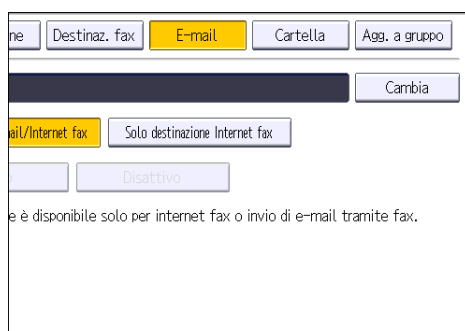 ne Destinaz. fax E-mail Cartella Agg. a gruppo
Cambia
ail/Internet fax Solo destinazione Internet fax
Disattivo
e è disponibile solo per internet fax o invio di e-mail tramite fax.